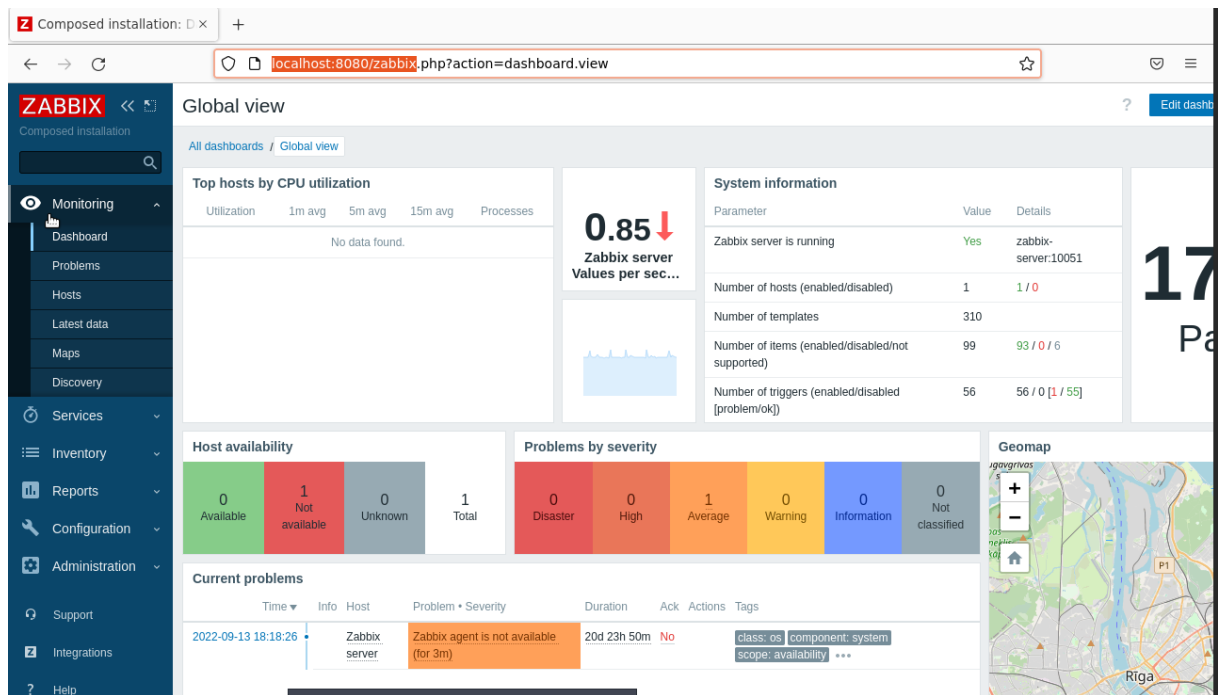 Z Composed installation: D ×
+
localhost:8080/zabbix.php?action=dashboard.view
ZABBIX
Composed installation
Global view
?
Edit dashb
All dashboards / Global view
Monitoring
Dashboard
Problems
Hosts
Latest data
Maps
Discovery
Services
Inventory
Reports
Configuration
Administration
Support
Z Integrations
? Help
Top hosts by CPU utilization
Utilization 1m avg 5m avg 15m avg Processes
No data found.
0.85
Zabbix server
Values per sec...
System information
Parameter Value Details
Zabbix server is running Yes zabbix-
server:10051
Number of hosts (enabled/disabled) 1 1 / 0
Number of templates 310
Number of items (enabled/disabled/not 99 93 / 0 / 6
supported)
Number of triggers (enabled/disabled 56 56 / 0 [1 / 55]
[problem/ok])
17
Pa
Host availability
0
Available
1
Not
available
0
Unknown
1
Total
Problems by severity
0
Disaster
0
High
1
Average
0
Warning
0
Information
0
Not
classified
Geomap
+
−
P1
Rīga
Current problems
Time Info Host Problem • Severity Duration Ack Actions Tags
2022-09-13 18:18:26 Zabbix Zabbix agent is not available 20d 23h 50m No class: os component: system
server (for 3m) scope: availability •••